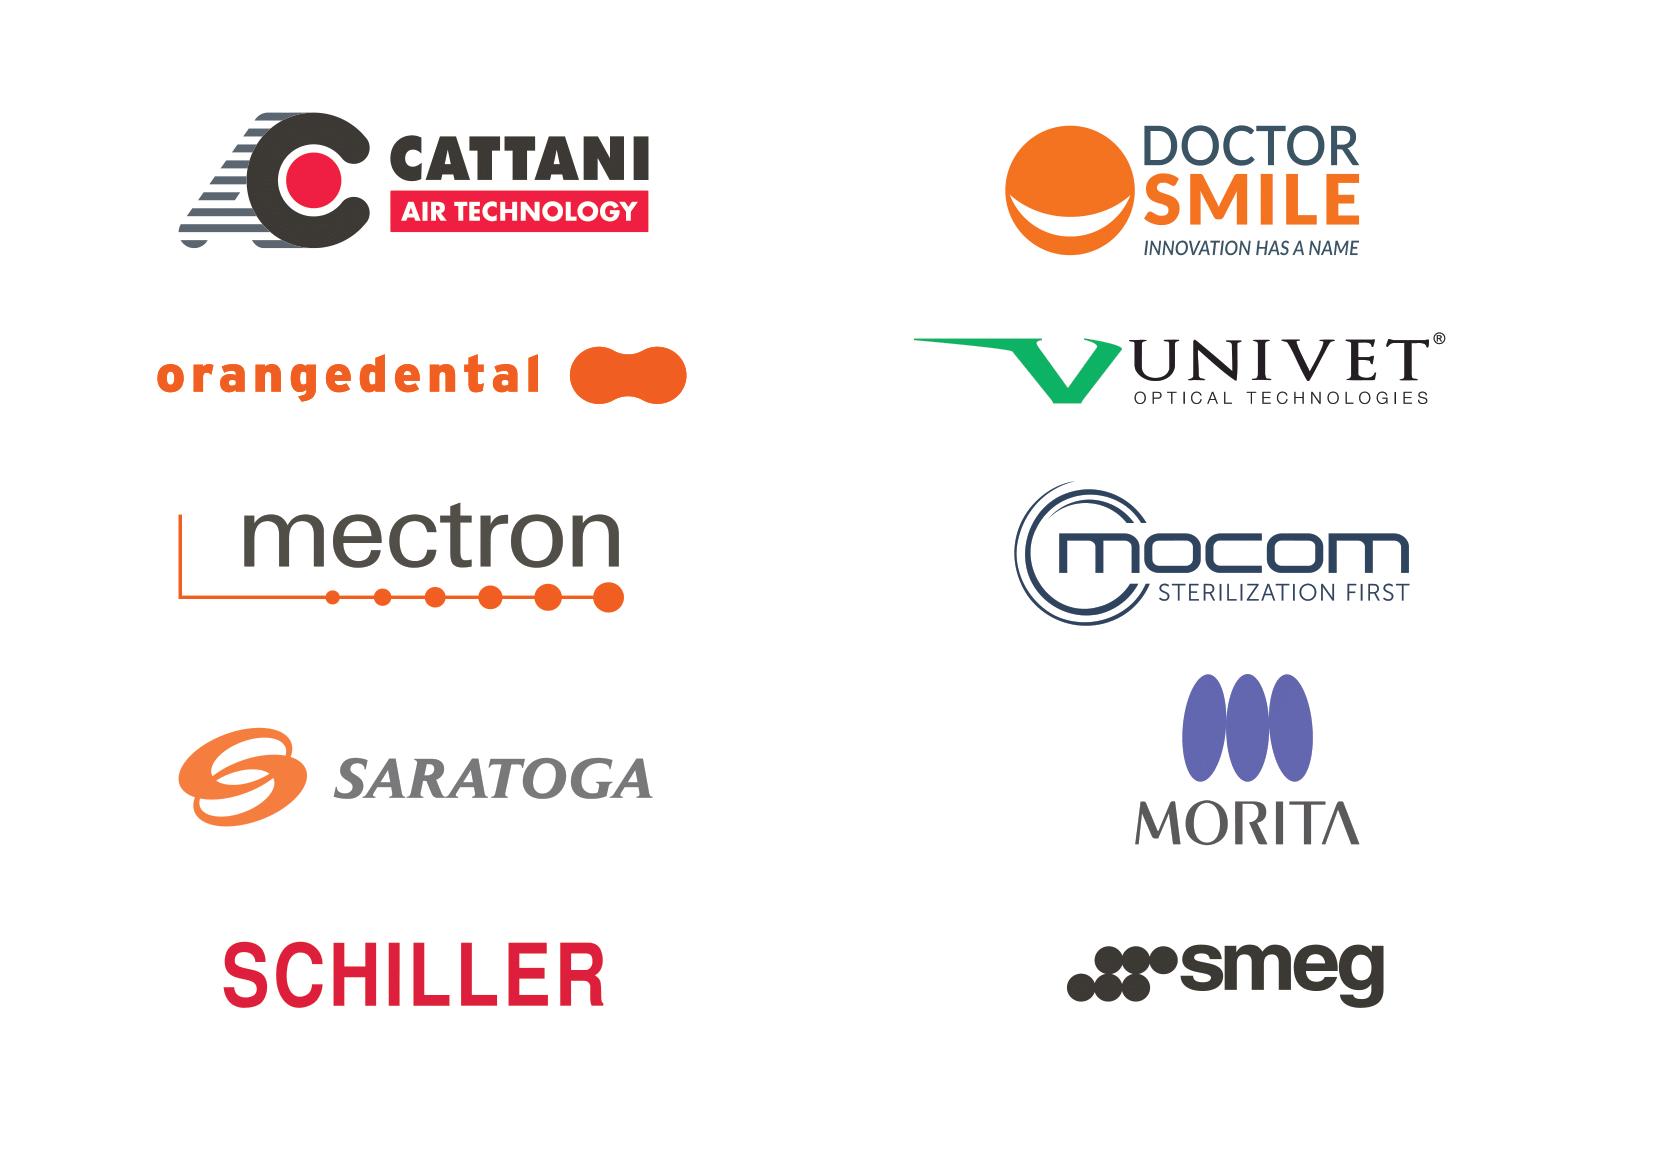 CATTANI
AIR TECHNOLOGY
DOCTOR
SMILE
INNOVATION HAS A NAME
orangedental
UNIVET®
OPTICAL TECHNOLOGIES
mectron
mocom
STERILIZATION FIRST
SARATOGA
MORITA
SCHILLER
smeg